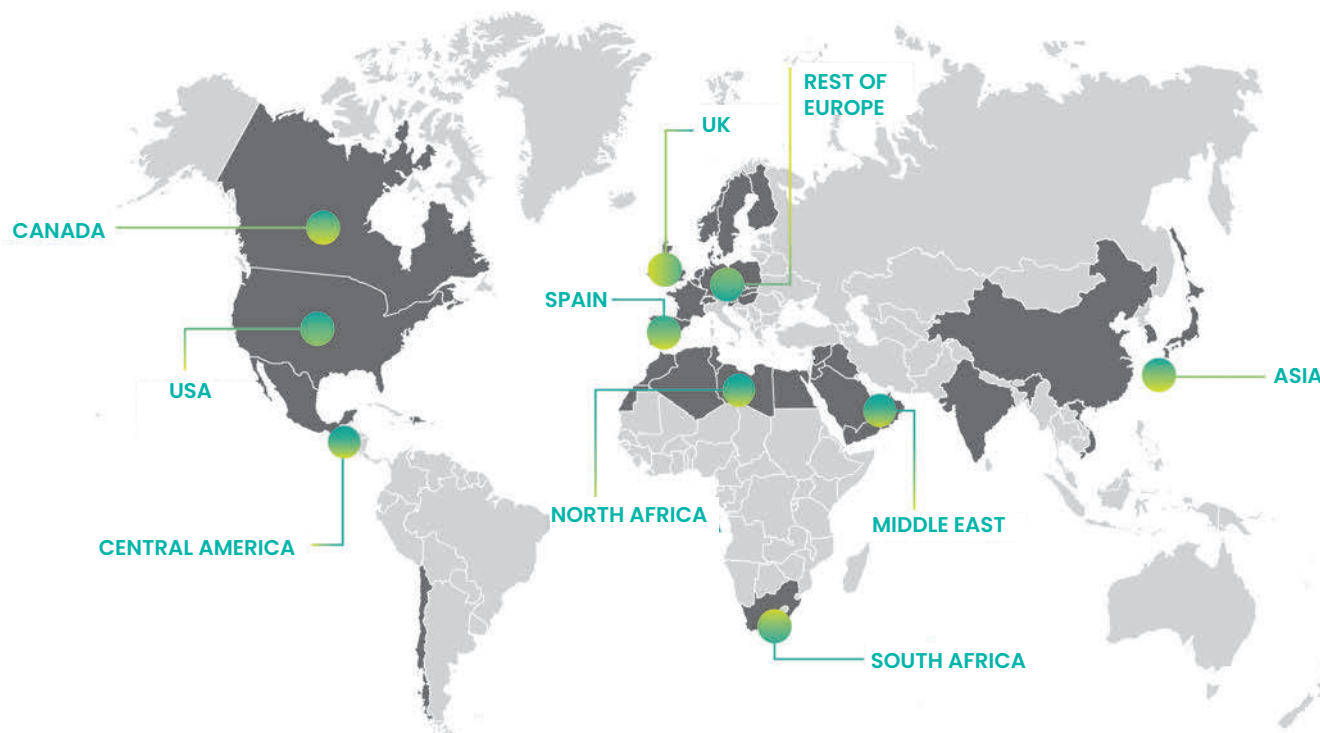 REST OF
EUROPE
UK
CANADA
SPAIN
ASIA
USA
NORTH AFRICA
MIDDLE EAST
CENTRAL AMERICA
SOUTH AFRICA